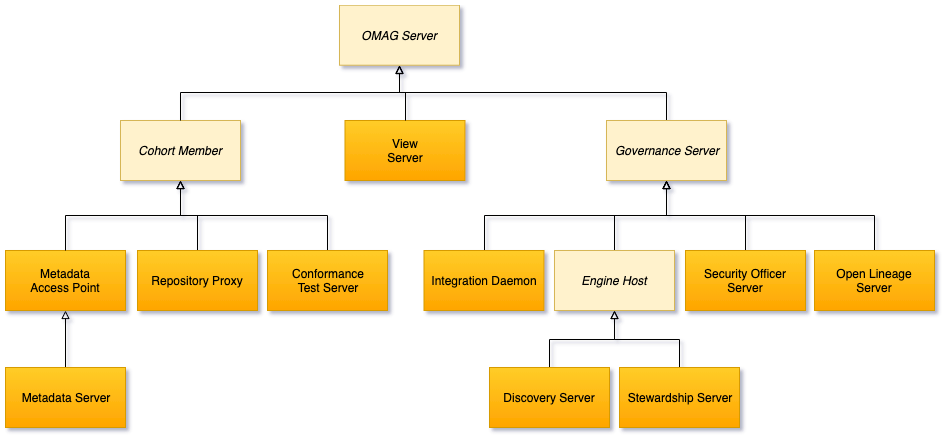 OMAG Server
Cohort Member
View
Server
Governance Server
Metadata
Access Point
Repository Proxy
Conformance
Test Server
Integration Daemon
Engine Host
Security Officer
Server
Open Lineage
Server
Metadata Server
Discovery Server
Stewardship Server